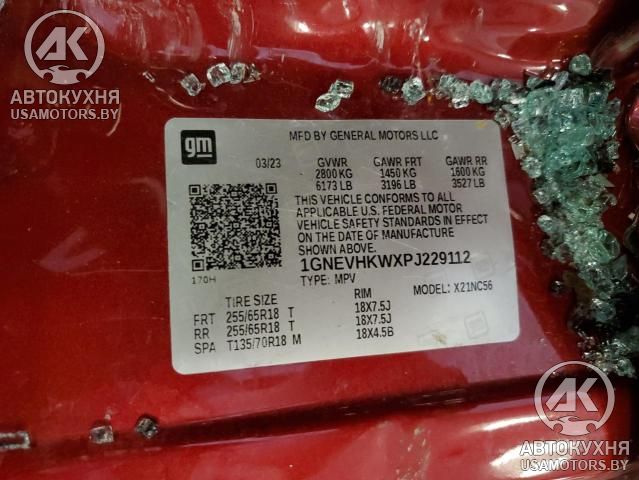 AK
АВТОКУХНЯ
USAMOTORS.BY
gm
MFD BY GENERAL MOTORS LLC
03/23 GVWR GAWR FRT GAWR RR
2800 KG 1450 KG 1600 KG
6173 LB 3196 LB 3527 LB
THIS VEHICLE CONFORMS TO ALL
APPLICABLE U.S. FEDERAL MOTOR
VEHICLE SAFETY STANDARDS IN EFFECT
ON THE DATE OF MANUFACTURE
SHOWN ABOVE.
1GNEVHKWXPJ229112
170H TYPE: MPV MODEL: X21NC56
TIRE SIZE RIM
FRT 255/65R18 T 18X7.5J
RR 255/65R18 T 18X7.5J
SPA T135/70R18 M 18X4.5B
AK
АВТОКУХНЯ
USAMOTORS.BY